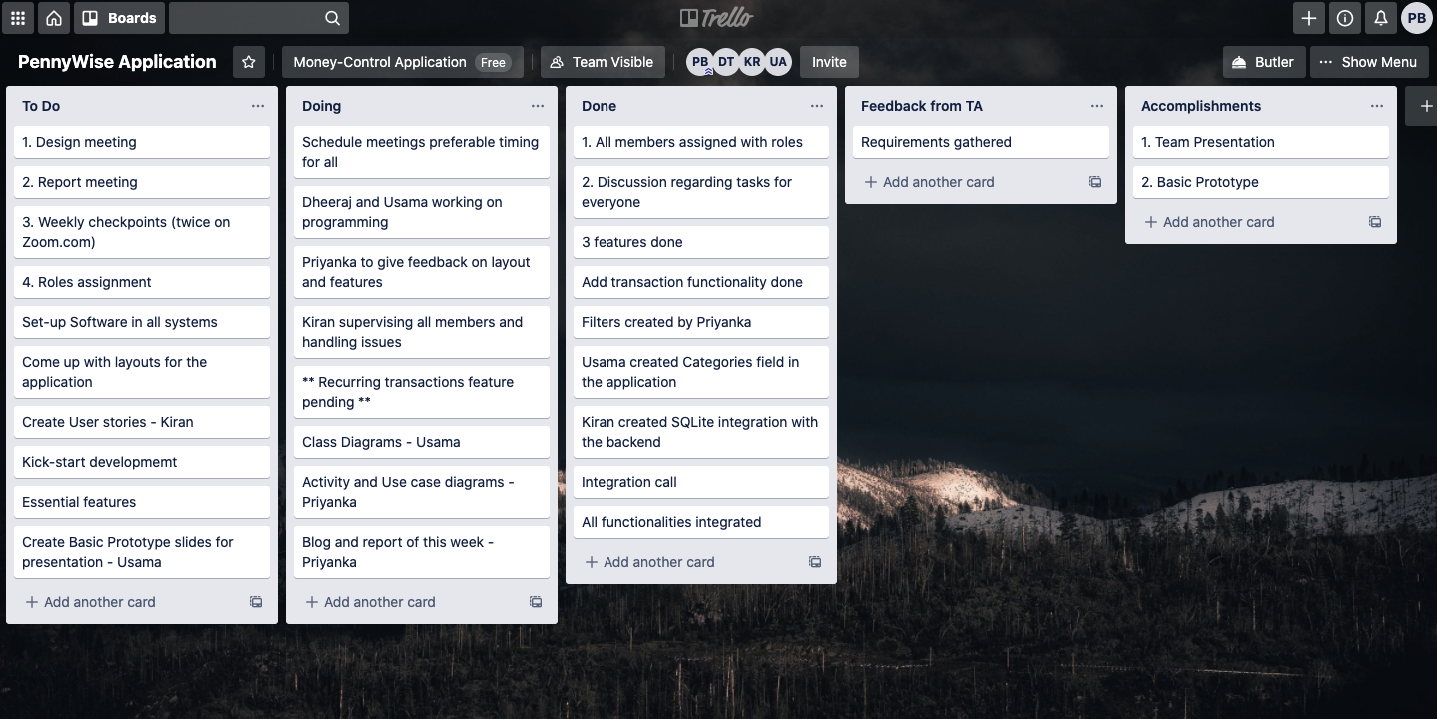 Boards
Trello
PB
PennyWise Application
Money-Control Application Free
Team Visible
PB DT KR UA
Invite
Butler
··· Show Menu
To Do
1. Design meeting
2. Report meeting
3. Weekly checkpoints (twice on
Zoom.com)
4. Roles assignment
Set-up Software in all systems
Come up with layouts for the
application
Create User stories - Kiran
Kick-start developmemt
Essential features
Create Basic Prototype slides for
presentation - Usama
+ Add another card
Doing
Schedule meetings preferable timing
for all
Dheeraj and Usama working on
programming
Priyanka to give feedback on layout
and features
Kiran supervising all members and
handling issues
** Recurring transactions feature
pending **
Class Diagrams - Usama
Activity and Use case diagrams -
Priyanka
Blog and report of this week -
Priyanka
+ Add another card
Done
1. All members assigned with roles
2. Discussion regarding tasks for
everyone
3 features done
Add transaction functionality done
Filters created by Priyanka
Usama created Categories field in
the application
Kiran created SQLite integration with
the backend
Integration call
All functionalities integrated
+ Add another card
Feedback from TA
Requirements gathered
+ Add another card
Accomplishments
1. Team Presentation
2. Basic Prototype
+ Add another card